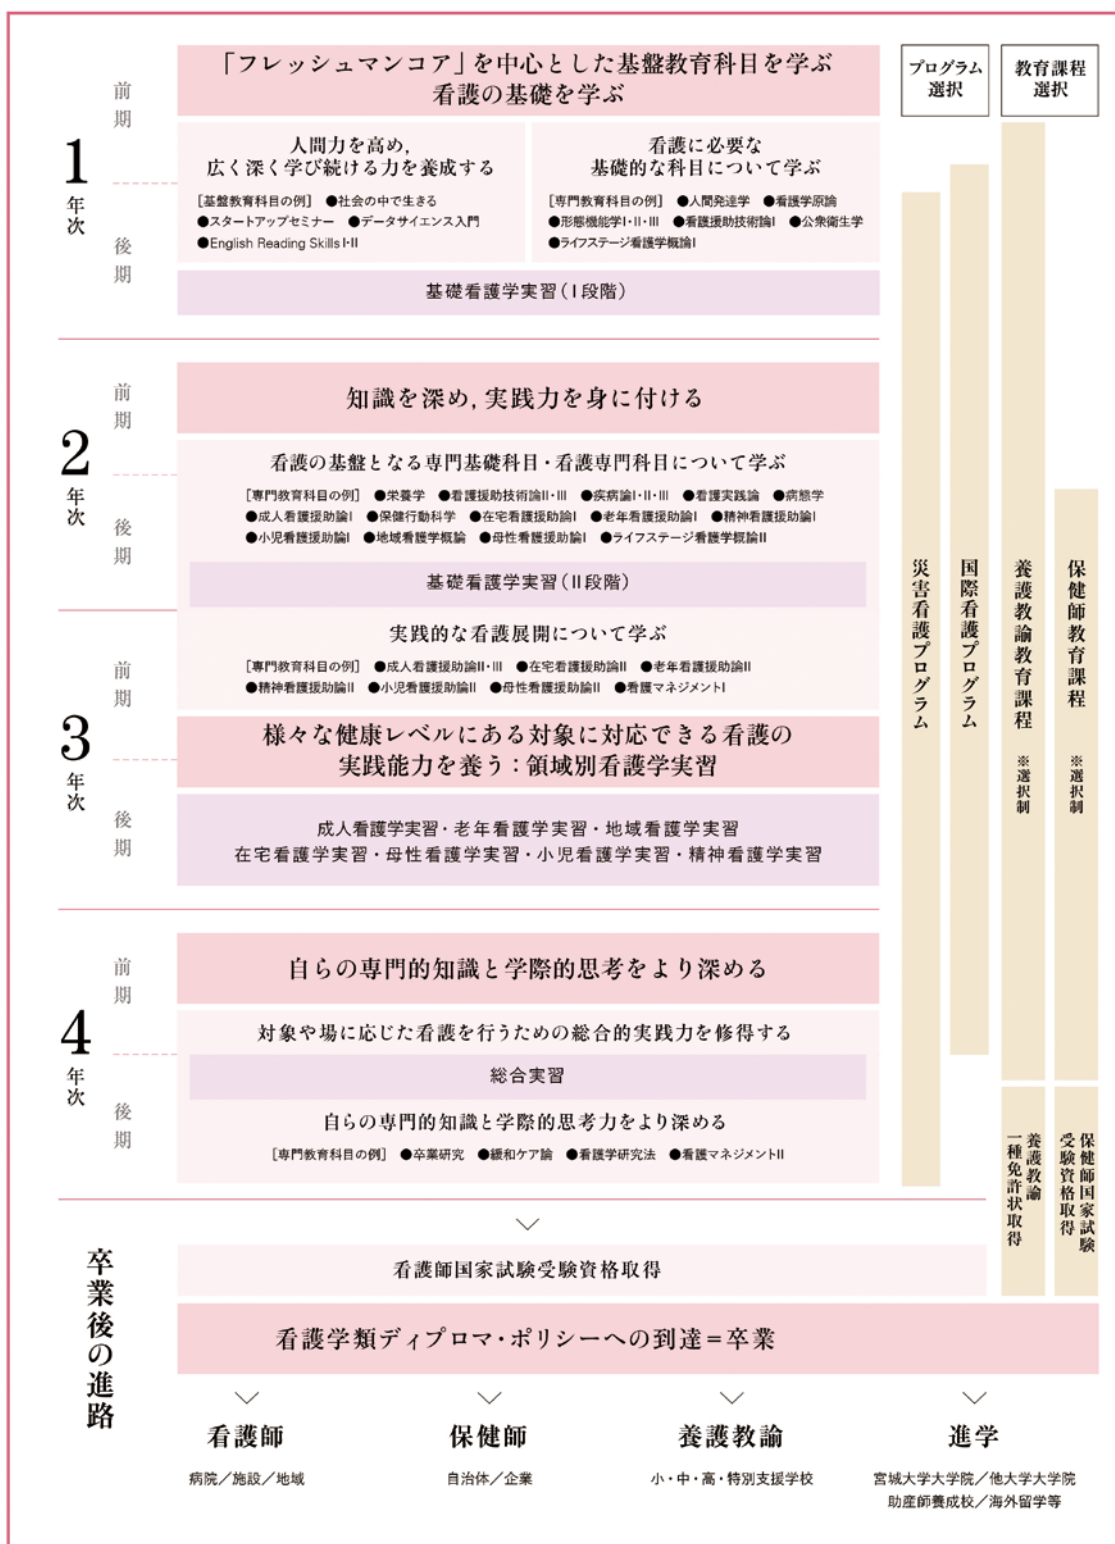 「フレッシュマンコア」を中心とした基盤教育科目を学ぶ
看護の基礎を学ぶ
プログラム
選択
教育課程
選択
1
年次
前期
後期
人間力を高め,
広く深く学び続ける力を養成する
[基盤教育科目の例] ●社会の中で生きる
●スタートアップセミナー ●データサイエンス入門
●English Reading Skills I・II
看護に必要な
基礎的な科目について学ぶ
[専門教育科目の例] ●人間発達学 ●看護学原論
●形態機能学I・II・III ●看護援助技術論I ●公衆衛生学
●ライフステージ看護学概論I
基礎看護学実習(I段階)
2
年次
前期
後期
知識を深め, 実践力を身に付ける
看護の基盤となる専門基礎科目・看護専門科目について学ぶ
[専門教育科目の例] ●栄養学 ●看護援助技術論II・III ●疾病論I・II・III ●看護実践論 ●病態学
●成人看護援助論I ●保健行動科学 ●在宅看護援助論I ●老年看護援助論I ●精神看護援助論I
●小児看護援助論I ●地域看護学概論 ●母性看護援助論I ●ライフステージ看護学概論II
基礎看護学実習(II段階)
3
年次
前期
後期
実践的な看護展開について学ぶ
[専門教育科目の例] ●成人看護援助論II・III ●在宅看護援助論II ●老年看護援助論II
●精神看護援助論II ●小児看護援助論II ●母性看護援助論II ●看護マネジメントI
様々な健康レベルにある対象に対応できる看護の
実践能力を養う：領域別看護学実習
成人看護学実習・老年看護学実習・地域看護学実習
在宅看護学実習・母性看護学実習・小児看護学実習・精神看護学実習
4
年次
前期
後期
自らの専門的知識と学際的思考をより深める
対象や場に応じた看護を行うための総合的実践力を修得する
総合実習
自らの専門的知識と学際的思考力をより深める
[専門教育科目の例] ●卒業研究 ●緩和ケア論 ●看護学研究法 ●看護マネジメントII
災害看護プログラム
国際看護プログラム
養護教諭教育課程 ※選択制
保健師教育課程 ※選択制
養護教諭
一種免許状取得
保健師国家試験
受験資格取得
卒業後の進路
看護師国家試験受験資格取得
看護学類ディプロマ・ポリシーへの到達＝卒業
看護師
病院／施設／地域
保健師
自治体／企業
養護教諭
小・中・高・特別支援学校
進学
宮城大学大学院／他大学大学院
助産師養成校／海外留学等